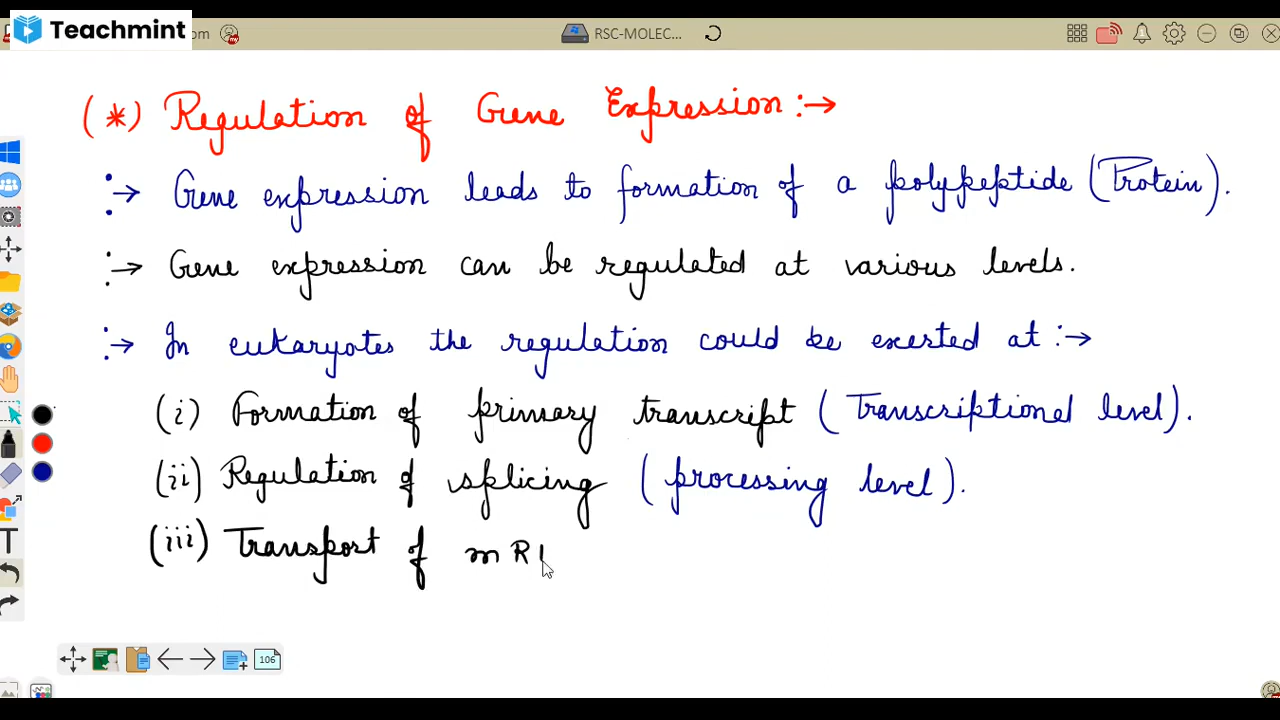 Teachmint
om
RSC-MOLEC...
(*) Regulation of Gene Expression :→
:→ Gene expression leads to formation of a polypeptide (Protein).
:→ Gene expression can be regulated at various levels.
:→ In eukaryotes the regulation could be exerted at :→
(i) Formation of primary transcript (Transcriptional level).
(ii) Regulation of splicing (processing level).
(iii) Transport of mR
106